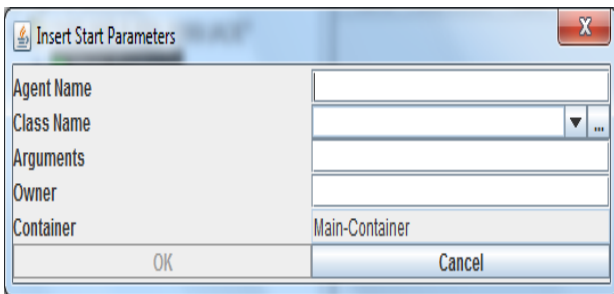 Insert Start Parameters
Agent Name
Class Name
...
Arguments
Owner
Container Main-Container
OK Cancel